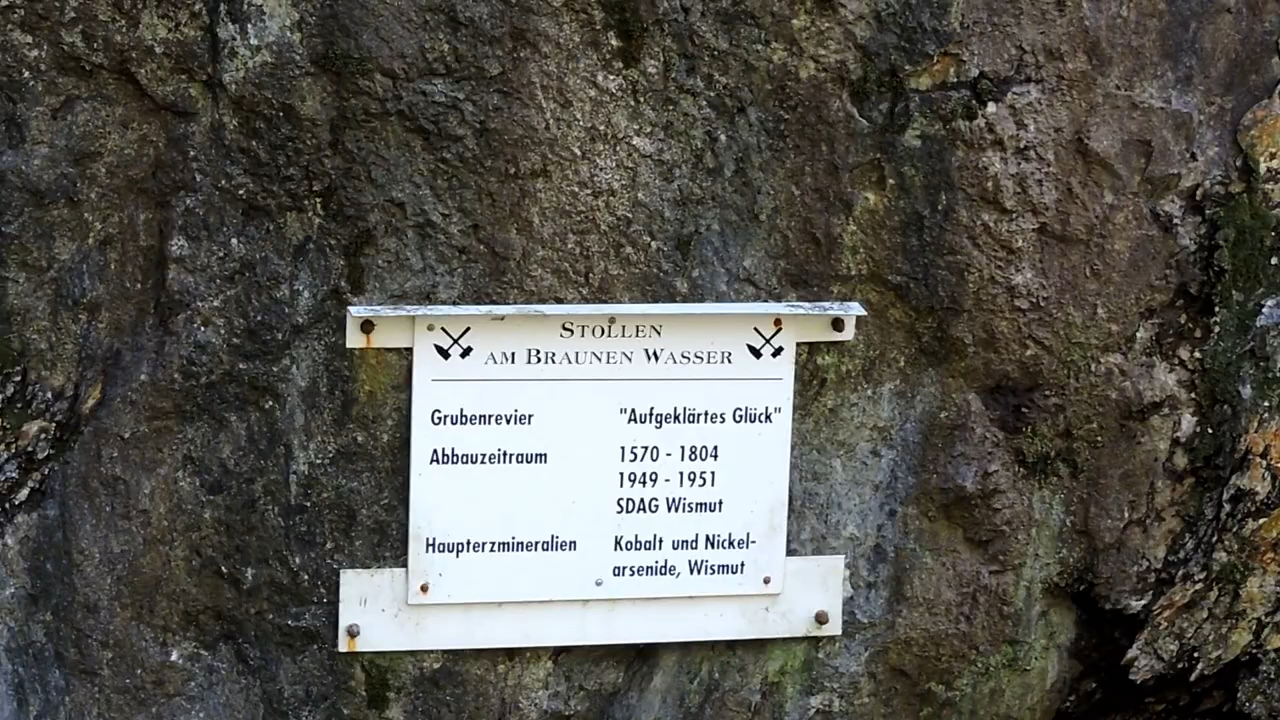 STOLLEN
AM BRAUNEN WASSER
Grubenrevier "Aufgeklärtes Glück"
Abbauzeitraum 1570 - 1804
1949 - 1951
SDAG Wismut
Haupterzmineralien Kobalt und Nickel-
arsenide, Wismut